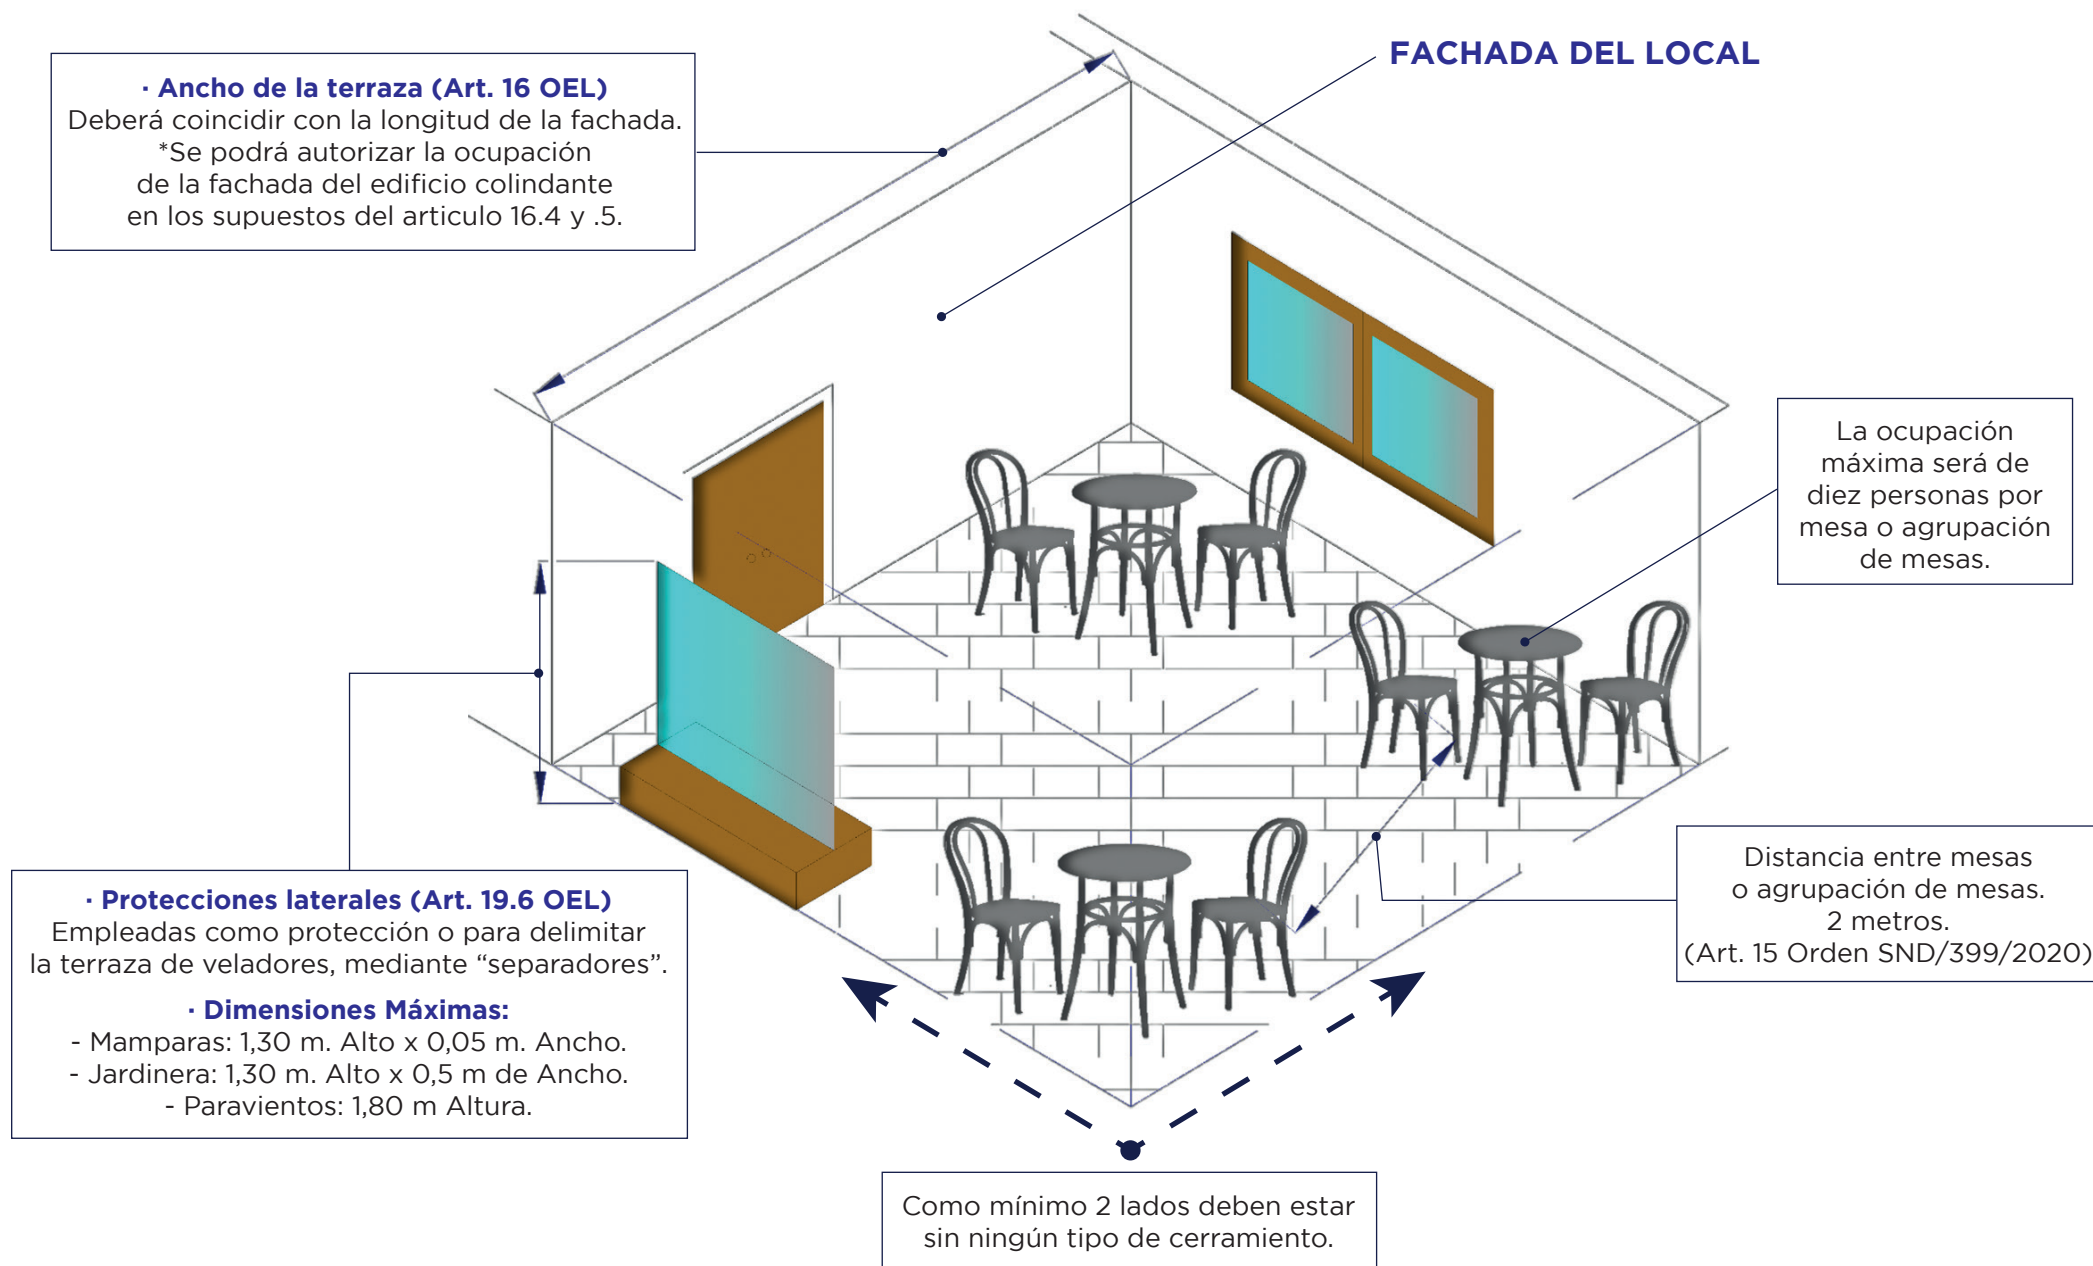 FACHADA DEL LOCAL
· Ancho de la terraza (Art. 16 OEL)
Deberá coincidir con la longitud de la fachada.
*Se podrá autorizar la ocupación
de la fachada del edificio colindante
en los supuestos del articulo 16.4 y .5.
La ocupación
máxima será de
diez personas por
mesa o agrupación
de mesas.
· Protecciones laterales (Art. 19.6 OEL)
Empleadas como protección o para delimitar
la terraza de veladores, mediante “separadores”.
· Dimensiones Máximas:
- Mamparas: 1,30 m. Alto x 0,05 m. Ancho.
- Jardinera: 1,30 m. Alto x 0,5 m de Ancho.
- Paravientos: 1,80 m Altura.
Distancia entre mesas
o agrupación de mesas.
2 metros.
(Art. 15 Orden SND/399/2020)
Como mínimo 2 lados deben estar
sin ningún tipo de cerramiento.